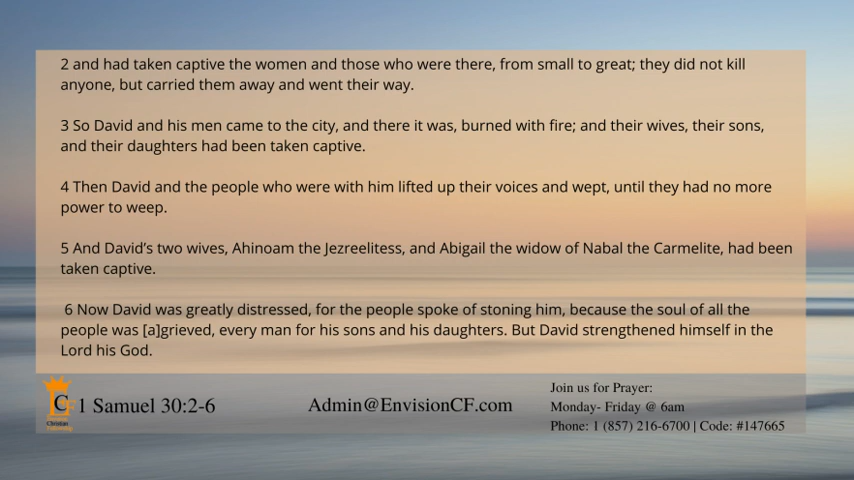 2 and had taken captive the women and those who were there, from small to great; they did not kill
anyone, but carried them away and went their way.
3 So David and his men came to the city, and there it was, burned with fire; and their wives, their sons,
and their daughters had been taken captive.
4 Then David and the people who were with him lifted up their voices and wept, until they had no more
power to weep.
5 And David’s two wives, Ahinoam the Jezreelitess, and Abigail the widow of Nabal the Carmelite, had been
taken captive.
6 Now David was greatly distressed, for the people spoke of stoning him, because the soul of all the
people was [a]grieved, every man for his sons and his daughters. But David strengthened himself in the
Lord his God.
1 Samuel 30:2-6
Admin@EnvisionCF.com
Join us for Prayer:
Monday- Friday @ 6am
Phone: 1 (857) 216-6700 | Code: #147665
CF
Christian
Fellowship